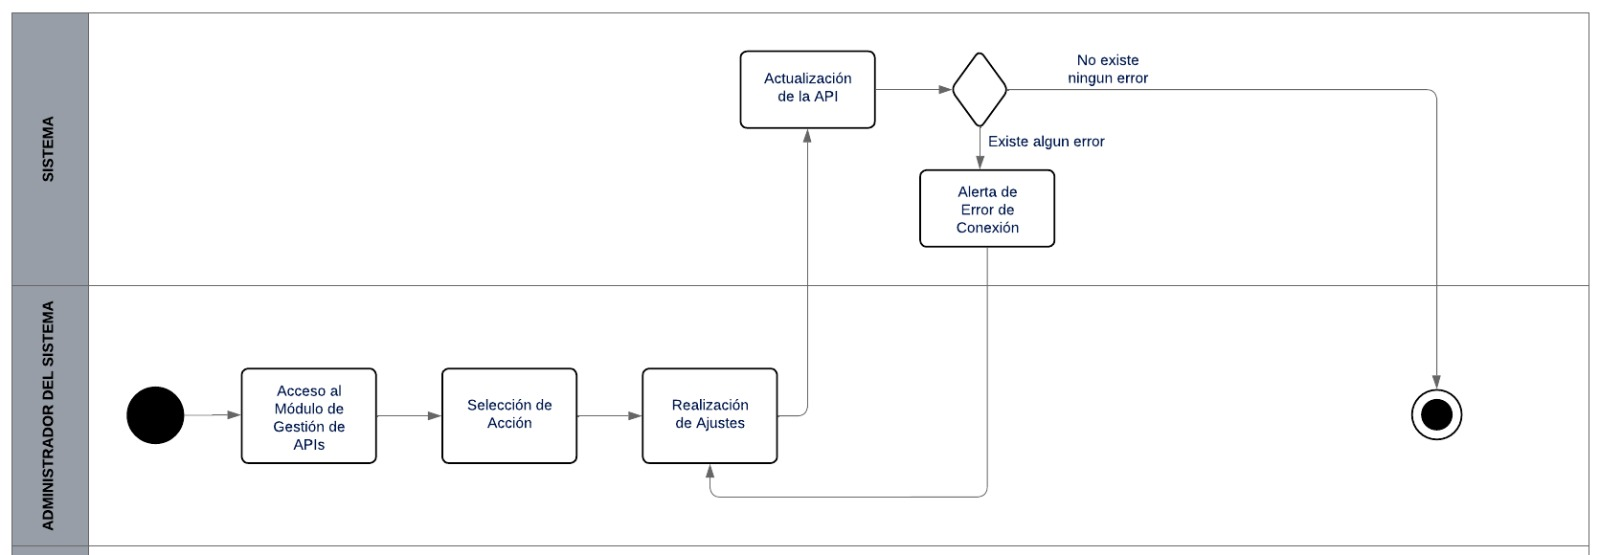 SISTEMA
Actualización
de la API
No existe
ningun error
Existe algun error
Alerta de
Error de
Conexión
ADMINISTRADOR DEL SISTEMA
Acceso al
Módulo de
Gestión de
APIs
Selección de
Acción
Realización
de Ajustes